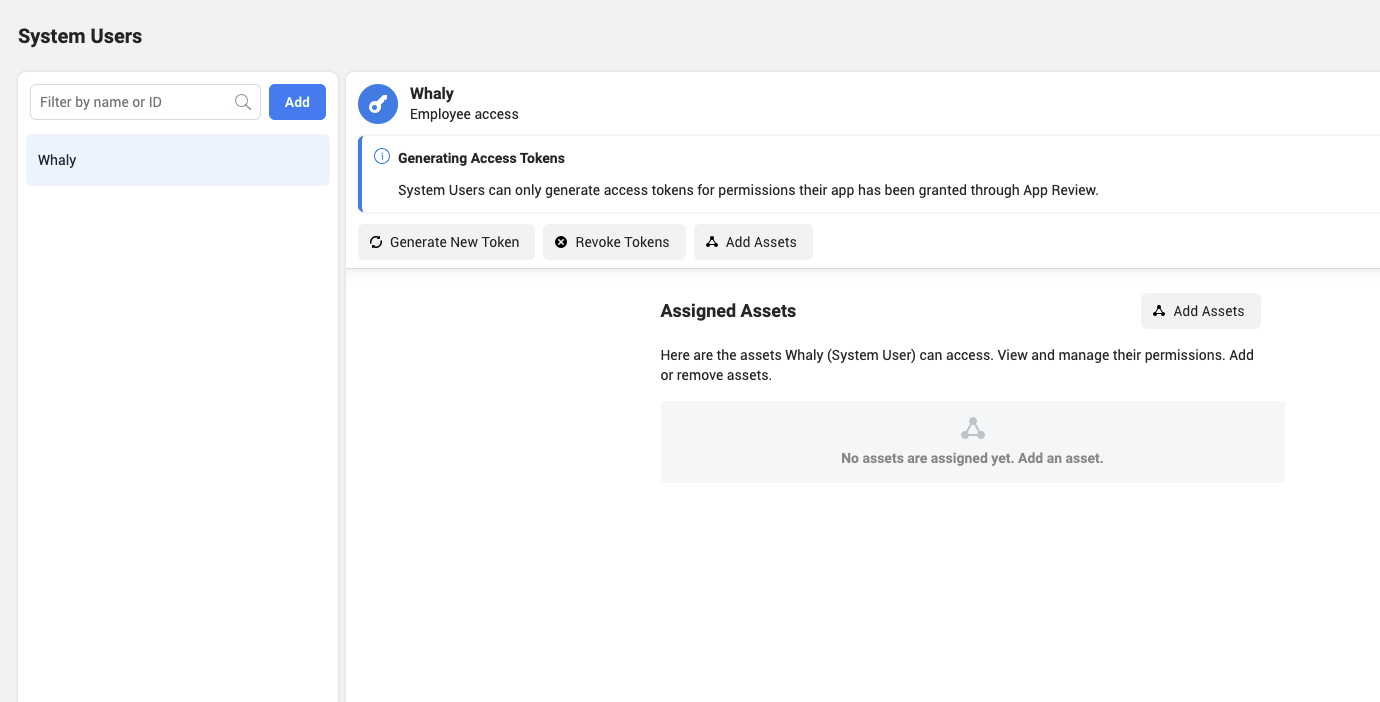 System Users
Filter by name or ID
Add
Whaly
Whaly
Employee access
Generating Access Tokens
System Users can only generate access tokens for permissions their app has been granted through App Review.
Generate New Token
Revoke Tokens
Add Assets
Assigned Assets
Add Assets
Here are the assets Whaly (System User) can access. View and manage their permissions. Add
or remove assets.
No assets are assigned yet. Add an asset.